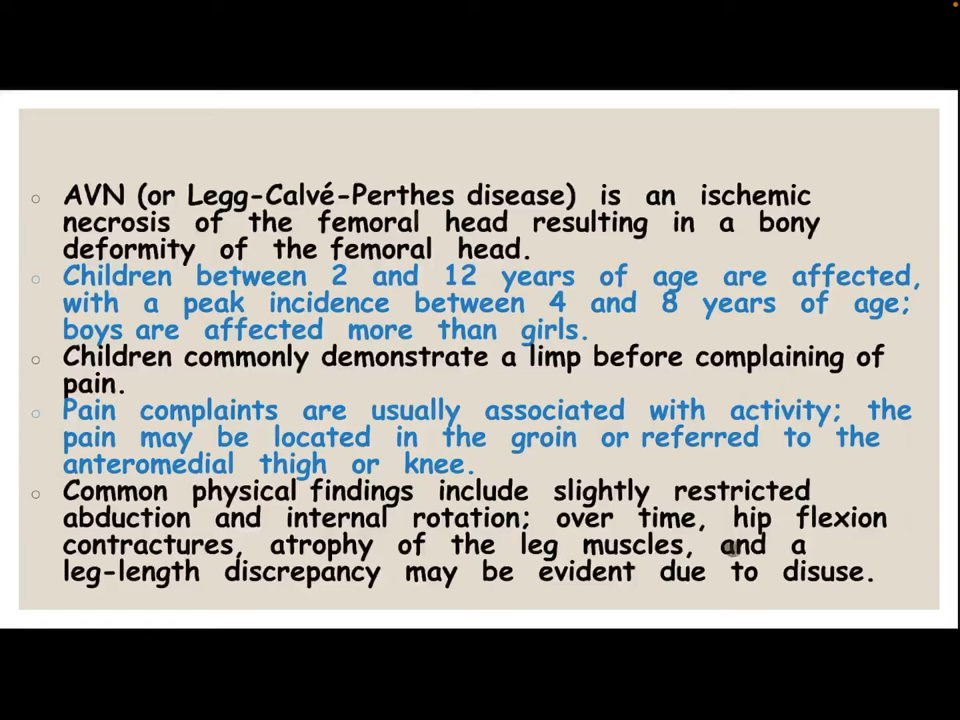 AVN (or Legg-Calvé-Perthes disease) is an ischemic
necrosis of the femoral head resulting in a bony
deformity of the femoral head.
Children between 2 and 12 years of age are affected,
with a peak incidence between 4 and 8 years of age;
boys are affected more than girls.
Children commonly demonstrate a limp before complaining of
pain.
Pain complaints are usually associated with activity; the
pain may be located in the groin or referred to the
anteromedial thigh or knee.
Common physical findings include slightly restricted
abduction and internal rotation; over time, hip flexion
contractures, atrophy of the leg muscles, and a
leg-length discrepancy may be evident due to disuse.